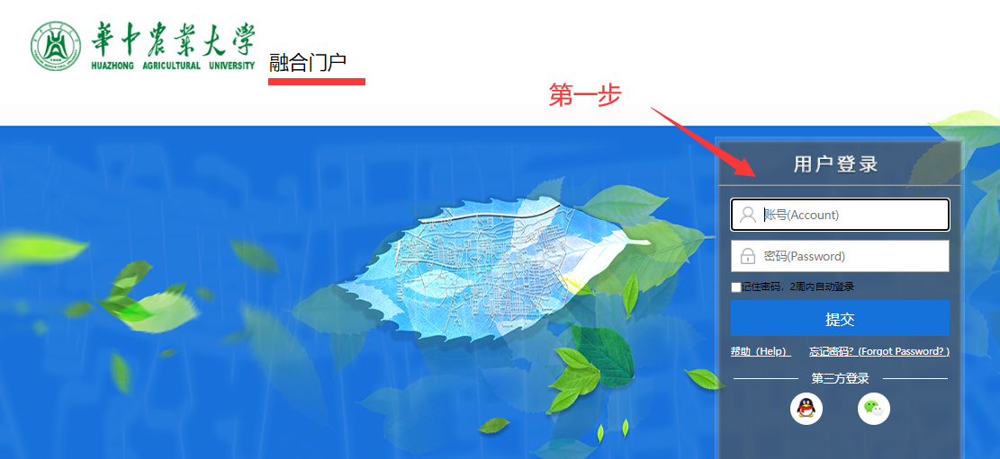 華中農業大学
HUAZHONG AGRICULTURAL UNIVERSITY
融合门户
第一步
用户登录
账号(Account)
密码(Password)
记住密码，2周内自动登录
提交
帮助（Help） 忘记密码?（Forgot Password?）
第三方登录